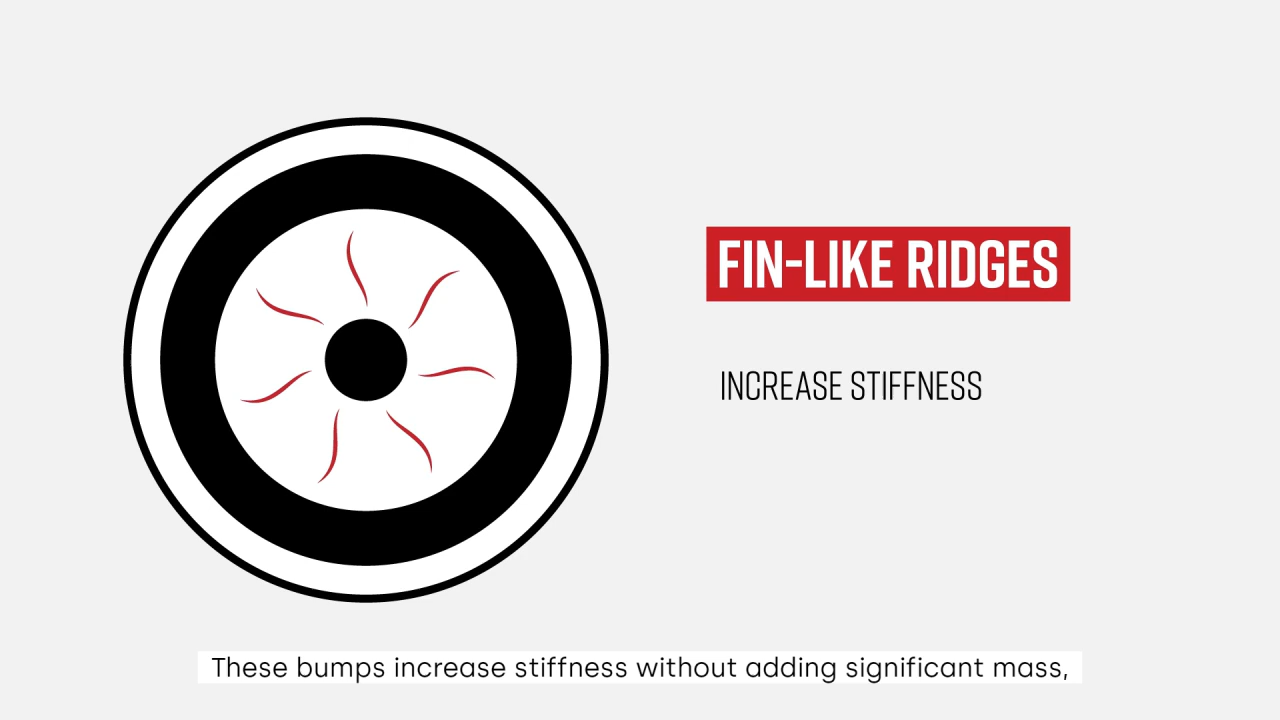 FIN-LIKE RIDGES
INCREASE STIFFNESS
These bumps increase stiffness without adding significant mass,